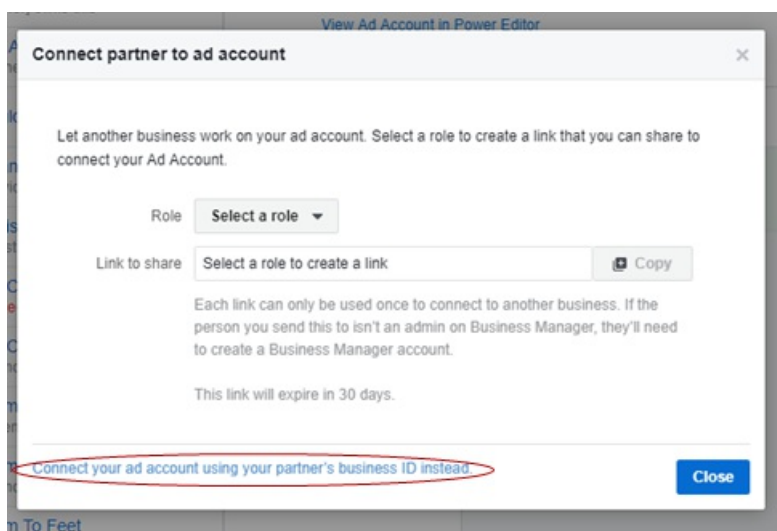 View Ad Account in Power Editor
Connect partner to ad account
Let another business work on your ad account. Select a role to create a link that you can share to
connect your Ad Account.
Role Select a role
Link to share Select a role to create a link Copy
Each link can only be used once to connect to another business. If the
person you send this to isn't an admin on Business Manager, they'll need
to create a Business Manager account.
This link will expire in 30 days.
Connect your ad account using your partner's business ID instead.
Close
To Feet